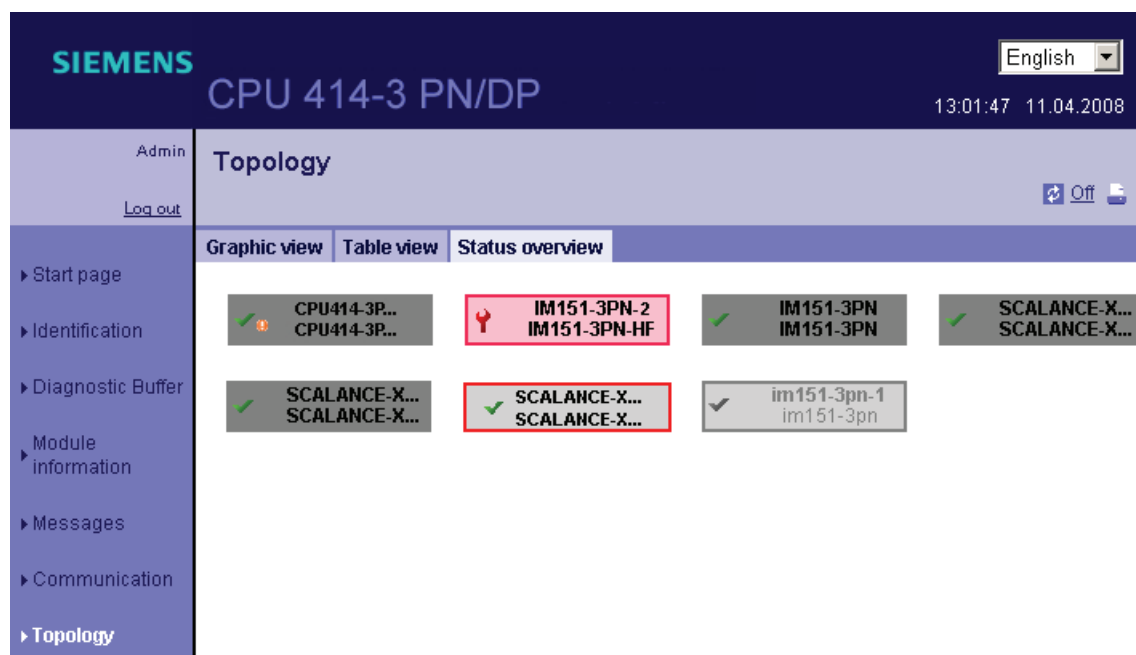 SIEMENS
CPU 414-3 PN/DP
English
13:01:47 11.04.2008
Admin
Log out
Topology
Off
Graphic view Table view Status overview
Start page
Identification
Diagnostic Buffer
Module
information
Messages
Communication
Topology
CPU414-3P...
CPU414-3P...
IM151-3PN-2
IM151-3PN-HF
IM151-3PN
IM151-3PN
SCALANCE-X...
SCALANCE-X...
SCALANCE-X...
SCALANCE-X...
SCALANCE-X...
SCALANCE-X...
im151-3pn-1
im151-3pn